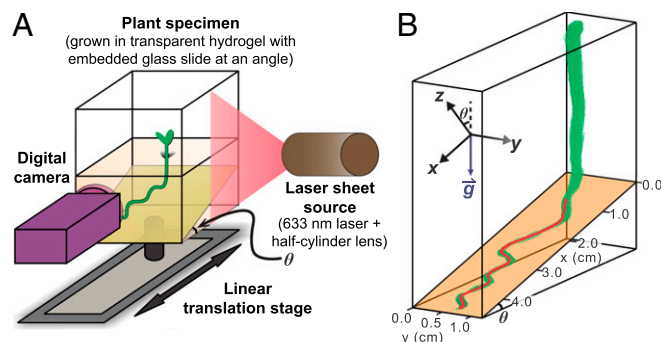 A
Plant specimen
(grown in transparent hydrogel with
embedded glass slide at an angle)
Digital
camera
Laser sheet
source
(633 nm laser +
half-cylinder lens)
θ
Linear
translation stage
B
z
θ
y
x
g
0.0
1.0
2.0
x (cm)
3.0
4.0
θ
0.0
0.5
1.0
y (cm)